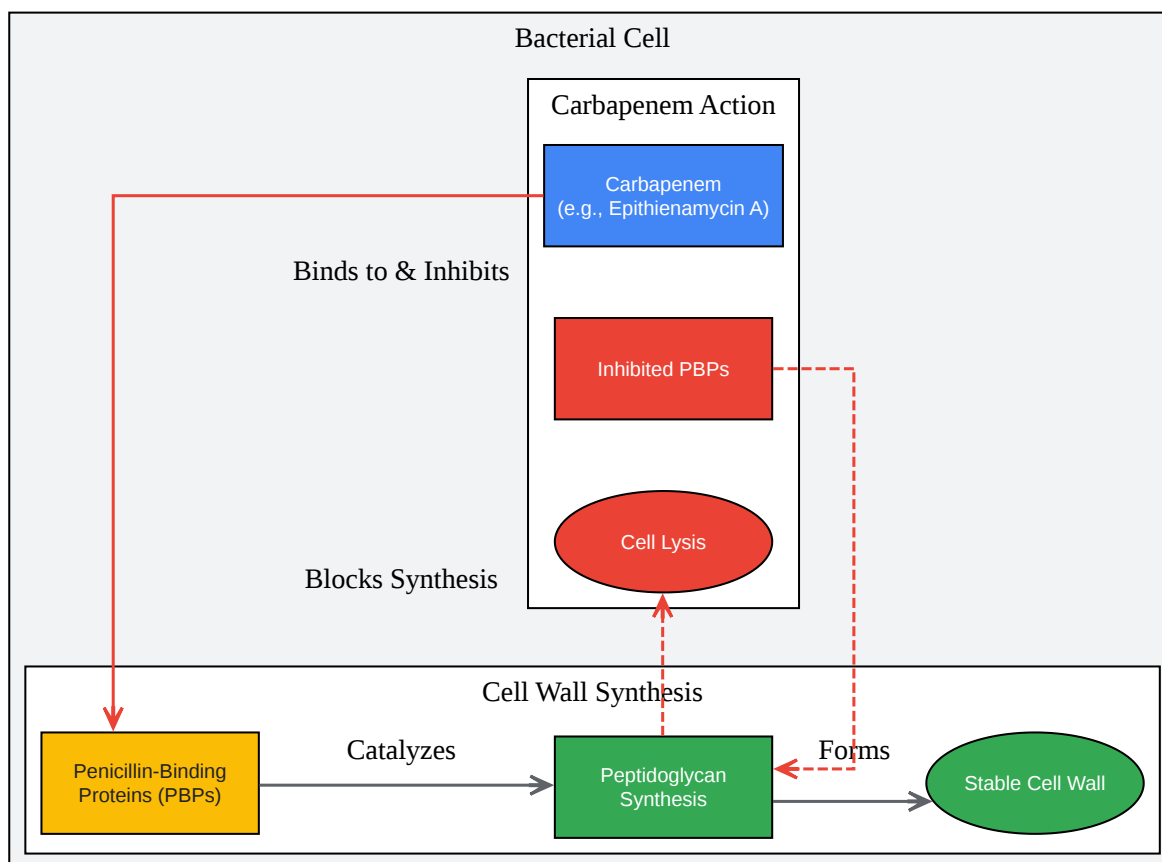 Bacterial Cell
Carbapenem Action
Carbapenem
(e.g., Epithienamycin A)
Binds to & Inhibits
Inhibited PBPs
Cell Lysis
Blocks Synthesis
Cell Wall Synthesis
Penicillin-Binding
Proteins (PBPs)
Catalyzes
Peptidoglycan
Synthesis
Forms
Stable Cell Wall